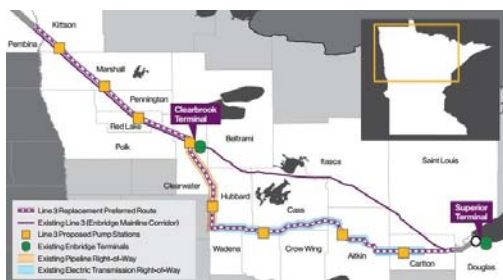 Kittson
Pembina
Marshall
Pennington
Clearbrook
Terminal
Red Lake
Polk
Beltrami
Itasca
Saint Louis
Clearwater
Hubbard
Cass
Superior
Terminal
Wadena
Crow Wing
Aitkin
Carlton
Douglas
Line 3 Replacement Preferred Route
Existing Line 3 (Enbridge Mainline Corridor)
Line 3 Proposed Pump Stations
Existing Enbridge Terminals
Existing Pipeline Right-of-Way
Existing Electric Transmission Right-of-Way